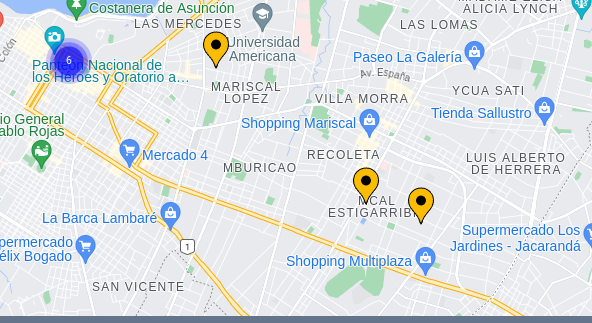 Costanera de Asunción
ALICIA LYNCH
LAS MERCEDES
LAS LOMAS
Colón
Universidad
Americana
Paseo La Galería
Panteón Nacional de
los Héroes y Oratorio a...
6
Av. España
MARISCAL
LOPEZ
VILLA MORRA
YCUA SATI
Tienda Sallustro
io General
ablo Rojas
Shopping Mariscal
Mercado 4
RECOLETA
MBURICAO
LUIS ALBERTO
DE HERRERA
MCAL
ESTIGARRIBIA
La Barca Lambaré
Supermercado Los
Jardines - Jacarandá
permercado
élix Bogado
1
Shopping Multiplaza
SAN VICENTE